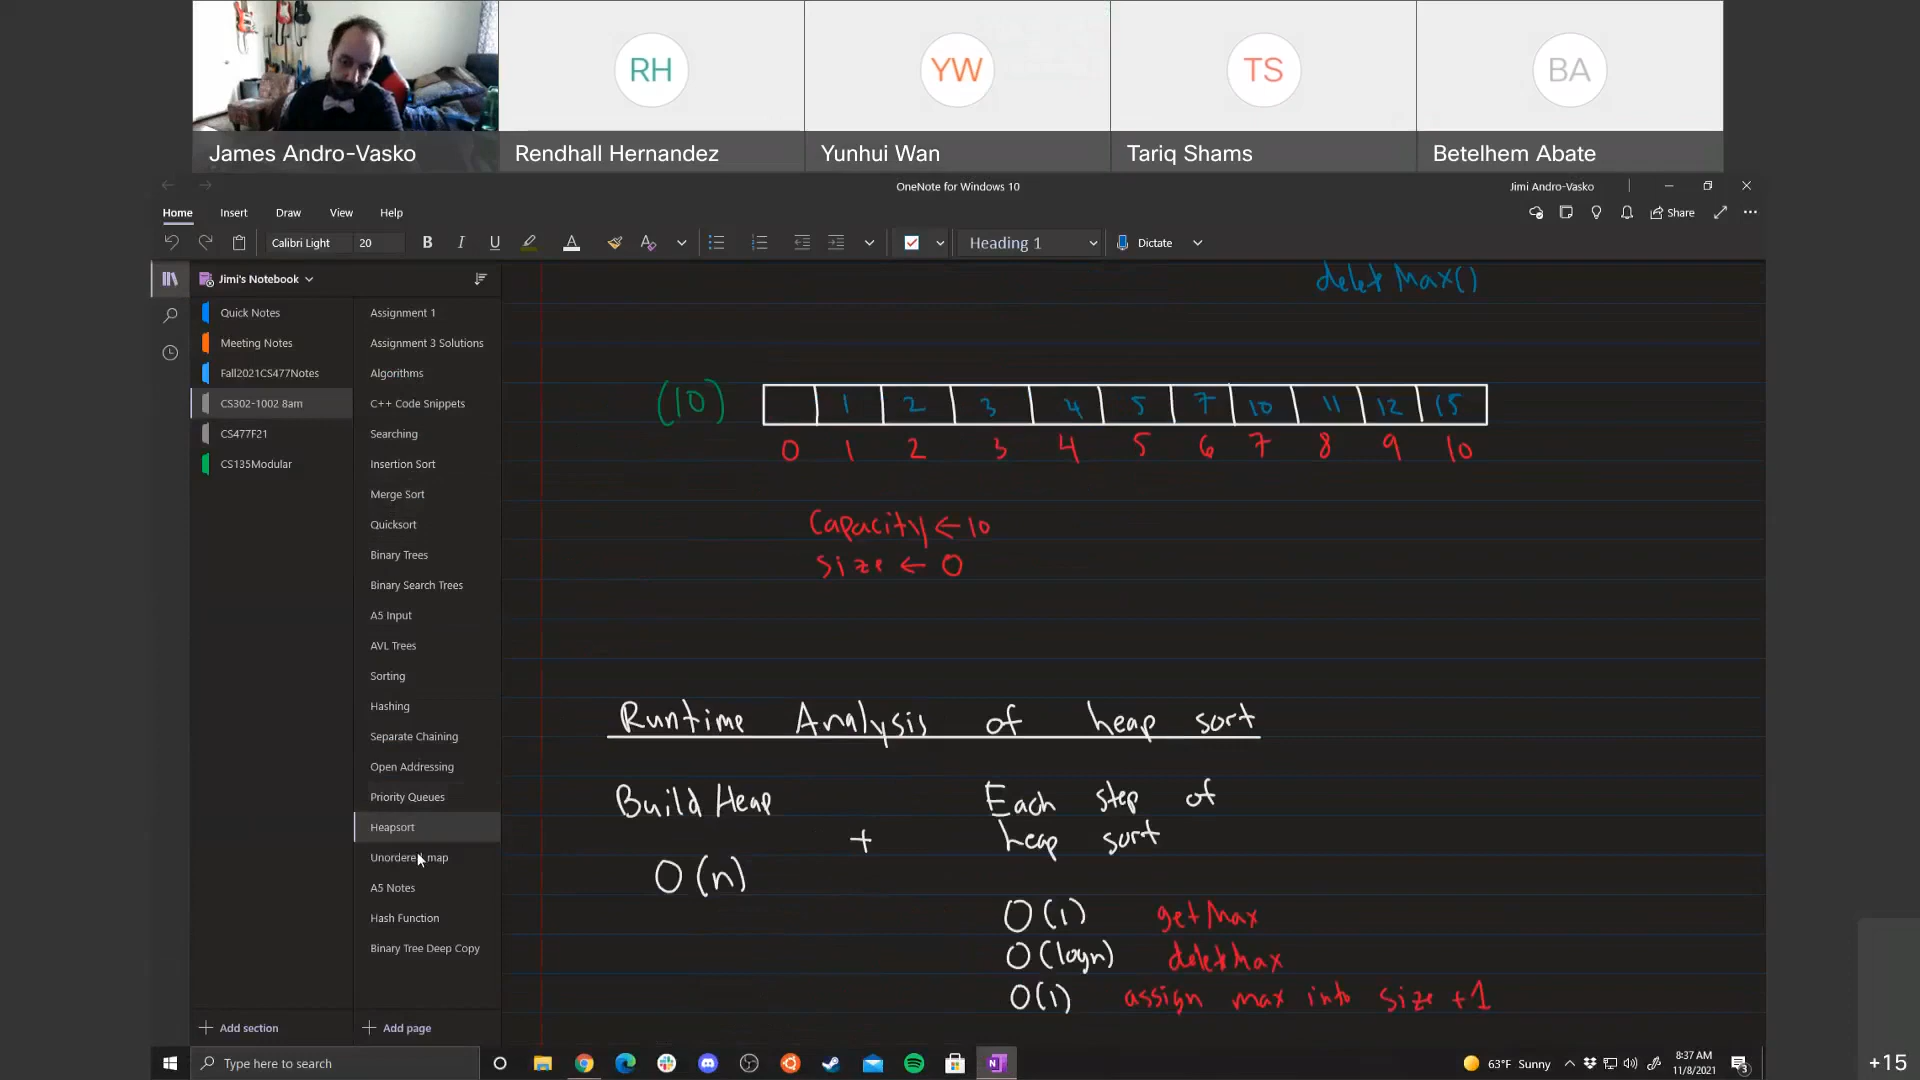 RH
YW
TS
BA
James Andro-Vasko
Rendhall Hernandez
Yunhui Wan
Tariq Shams
Betelhem Abate
OneNote for Windows 10
Jimi Andro-Vasko
Home Insert Draw View Help
Share
Calibri Light 20 B I U A A Heading 1 Dictate
Jimi's Notebook
Quick Notes
Meeting Notes
Fall2021CS477Notes
CS302-1002 8am
CS477F21
CS135Modular
Add section
Assignment 1
Assignment 3 Solutions
Algorithms
C++ Code Snippets
Searching
Insertion Sort
Merge Sort
Quicksort
Binary Trees
Binary Search Trees
A5 Input
AVL Trees
Sorting
Hashing
Separate Chaining
Open Addressing
Priority Queues
Heapsort
Unordered map
A5 Notes
Hash Function
Binary Tree Deep Copy
Add page
delet Max()
(10) 1 2 3 4 5 7 10 11 12 15
0 1 2 3 4 5 6 7 8 9 10
Capacity ← 10
size ← 0
Runtime Analysis of heap sort
Build Heap
+
O(n)
Each step of
heap sort
O(1) getMax
O(logn) deletMax
O(1) assign max into size +1
Type here to search
63°F Sunny
8:37 AM
11/8/2021
3
+15